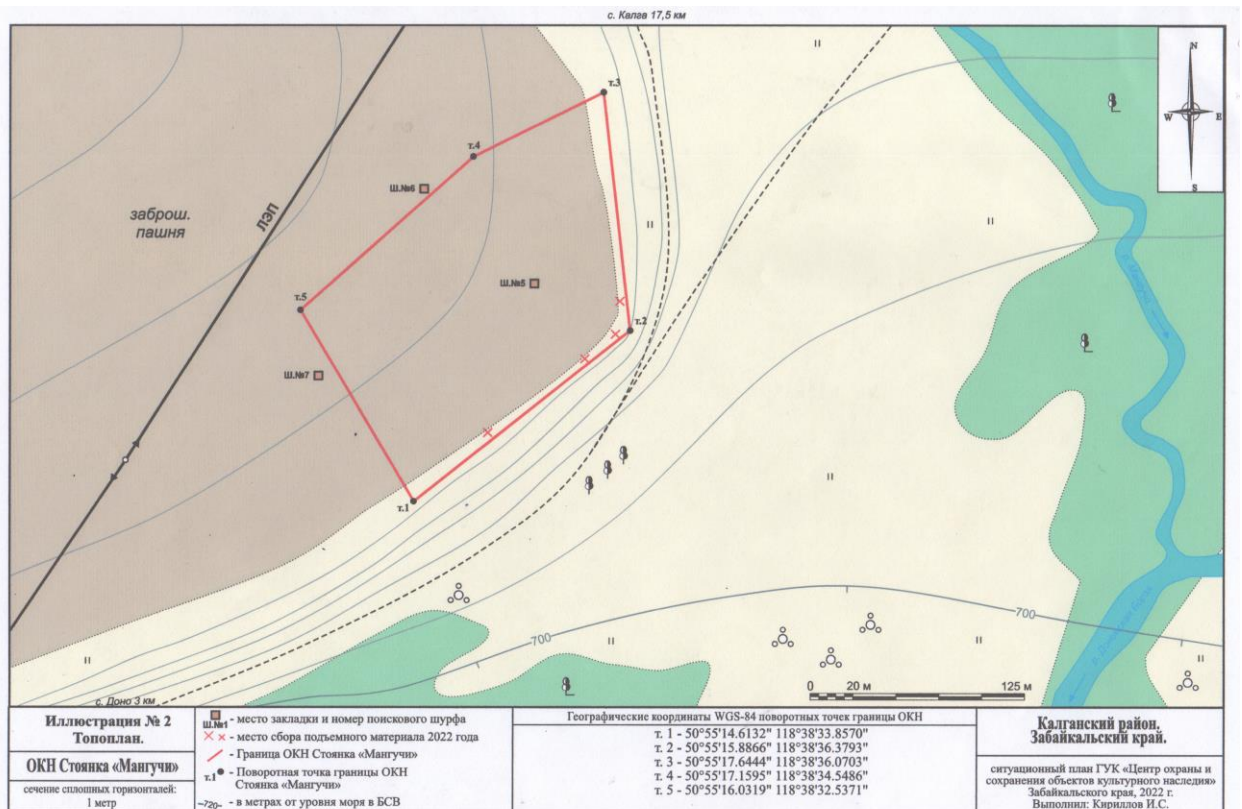 с. Калав 17,5 км
N
W E
S
т.3
т.4
Ш.№6
заброш.
пашня
ЛЭП
Ш.№5
т.5
т.2
Ш.№7
т.1
700
700
с. Доно 3 км
0 20 м 125 м
Иллюстрация № 2
Топоплан.
ОКН Стоянка «Мангучи»
сечение сплошных горизонталей:
1 метр
Ш.№1 - место закладки и номер поискового шурфа
- место сбора подъемного материала 2022 года
- Граница ОКН Стоянка «Мангучи»
т.1 - Поворотная точка границы ОКН
Стоянка «Мангучи»
-720- - в метрах от уровня моря в БСВ
Географические координаты WGS-84 поворотных точек границы ОКН
т. 1 - 50°55'14.6132" 118°38'33.8570"
т. 2 - 50°55'15.8866" 118°38'36.3793"
т. 3 - 50°55'17.6444" 118°38'36.0703"
т. 4 - 50°55'17.1595" 118°38'34.5486"
т. 5 - 50°55'16.0319" 118°38'32.5371"
Калганский район.
Забайкальский край.
ситуационный план ГУК «Центр охраны и
сохранения объектов культурного наследия»
Забайкальского края, 2022 г.
Выполнил: Кириллов И.С.